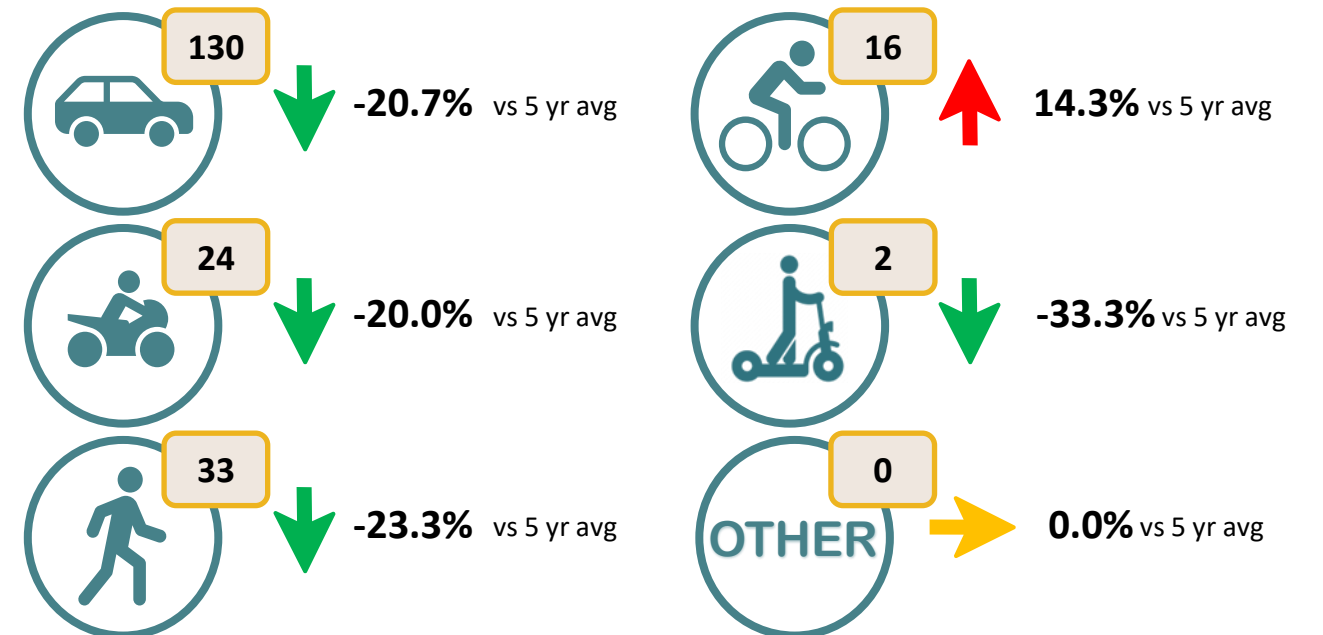 130
-20.7% vs 5 yr avg
16
14.3% vs 5 yr avg
24
-20.0% vs 5 yr avg
2
-33.3% vs 5 yr avg
33
-23.3% vs 5 yr avg
0
OTHER
0.0% vs 5 yr avg